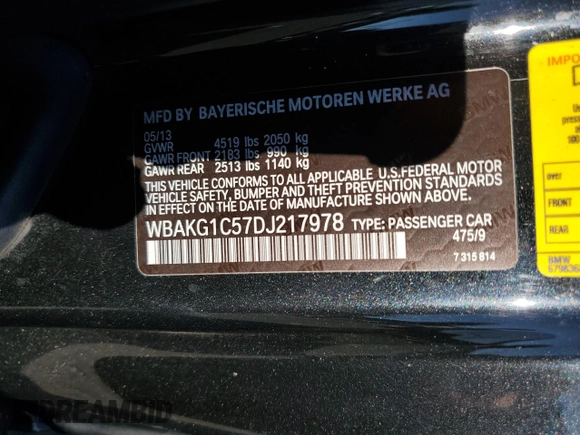 MFD BY BAYERISCHE MOTOREN WERKE AG
05/13
GVWR 4519 lbs 2050 kg
GAWR FRONT 2183 lbs 990 kg
GAWR REAR 2513 lbs 1140 kg
THIS VEHICLE CONFORMS TO ALL APPLICABLE U.S.FEDERAL MOTOR
VEHICLE SAFETY, BUMPER AND THEFT PREVENTION STANDARDS
IN EFFECT ON THE DATE OF MANUFACTURE SHOWN ABOVE.
WBAKG1C57DJ217978 TYPE: PASSENGER CAR
475/9
7 315 614
FRONT
REAR
BMW
DREAMBID